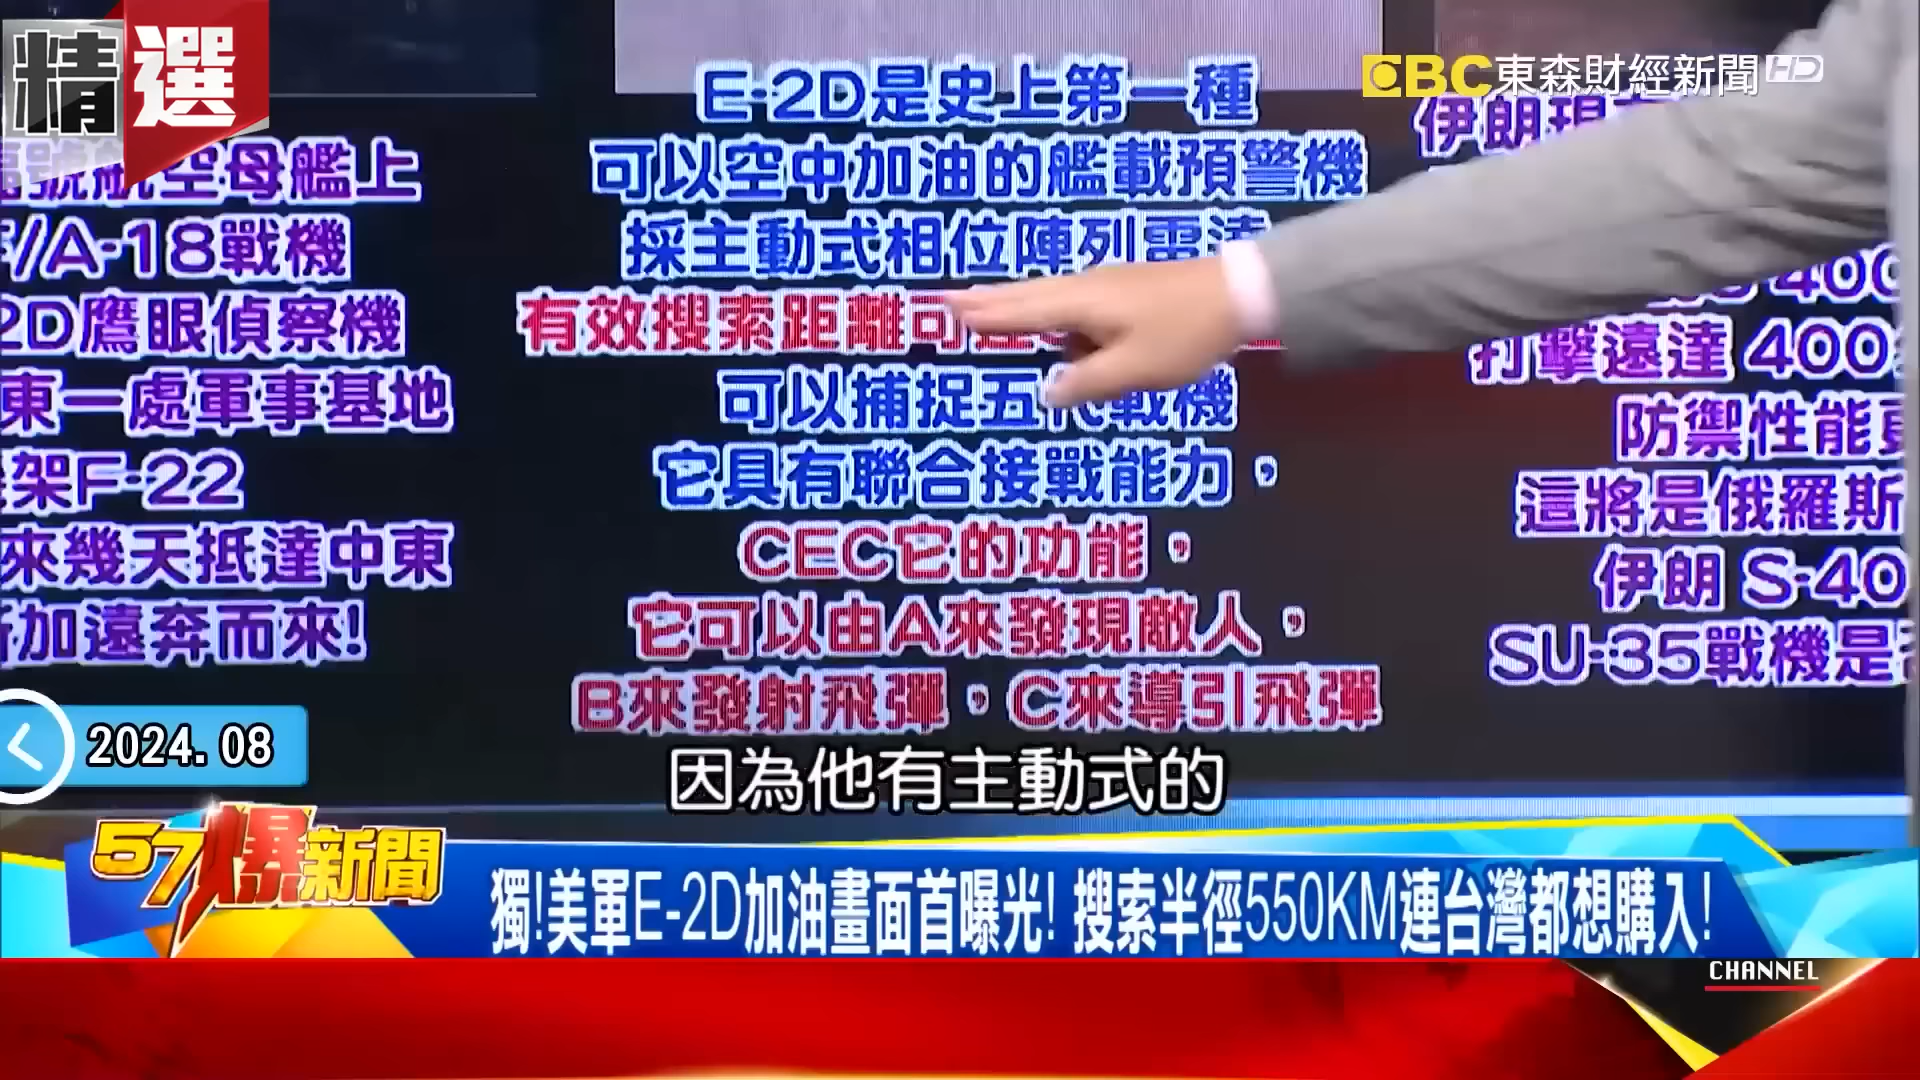 精選
EBC東森財經新聞HD
號航空母艦上
F/A-18戰機
2D鷹眼偵察機
東一處軍事基地
架F-22
來幾天抵達中東
加遠奔而來!
E-2D是史上第一種
可以空中加油的艦載預警機
採主動式相位陣列雷達
有效搜索距離可達
可以捕捉五代戰機
它具有聯合接戰能力，
CEC它的功能，
它可以由A來發現敵人，
B來發射飛彈，C來導引飛彈
伊朗現
400
打擊遠達 400
防禦性能更
這將是俄羅斯
伊朗 S-40
SU-35戰機是
因為他有主動式的
2024.08
57爆新聞
獨!美軍E-2D加油畫面首曝光! 搜索半徑550KM連台灣都想購入!
CHANNEL